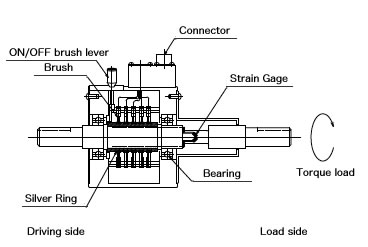 Connector
ON/OFF brush lever
Brush
Strain Gage
Torque load
Bearing
Silver Ring
Driving side
Load side